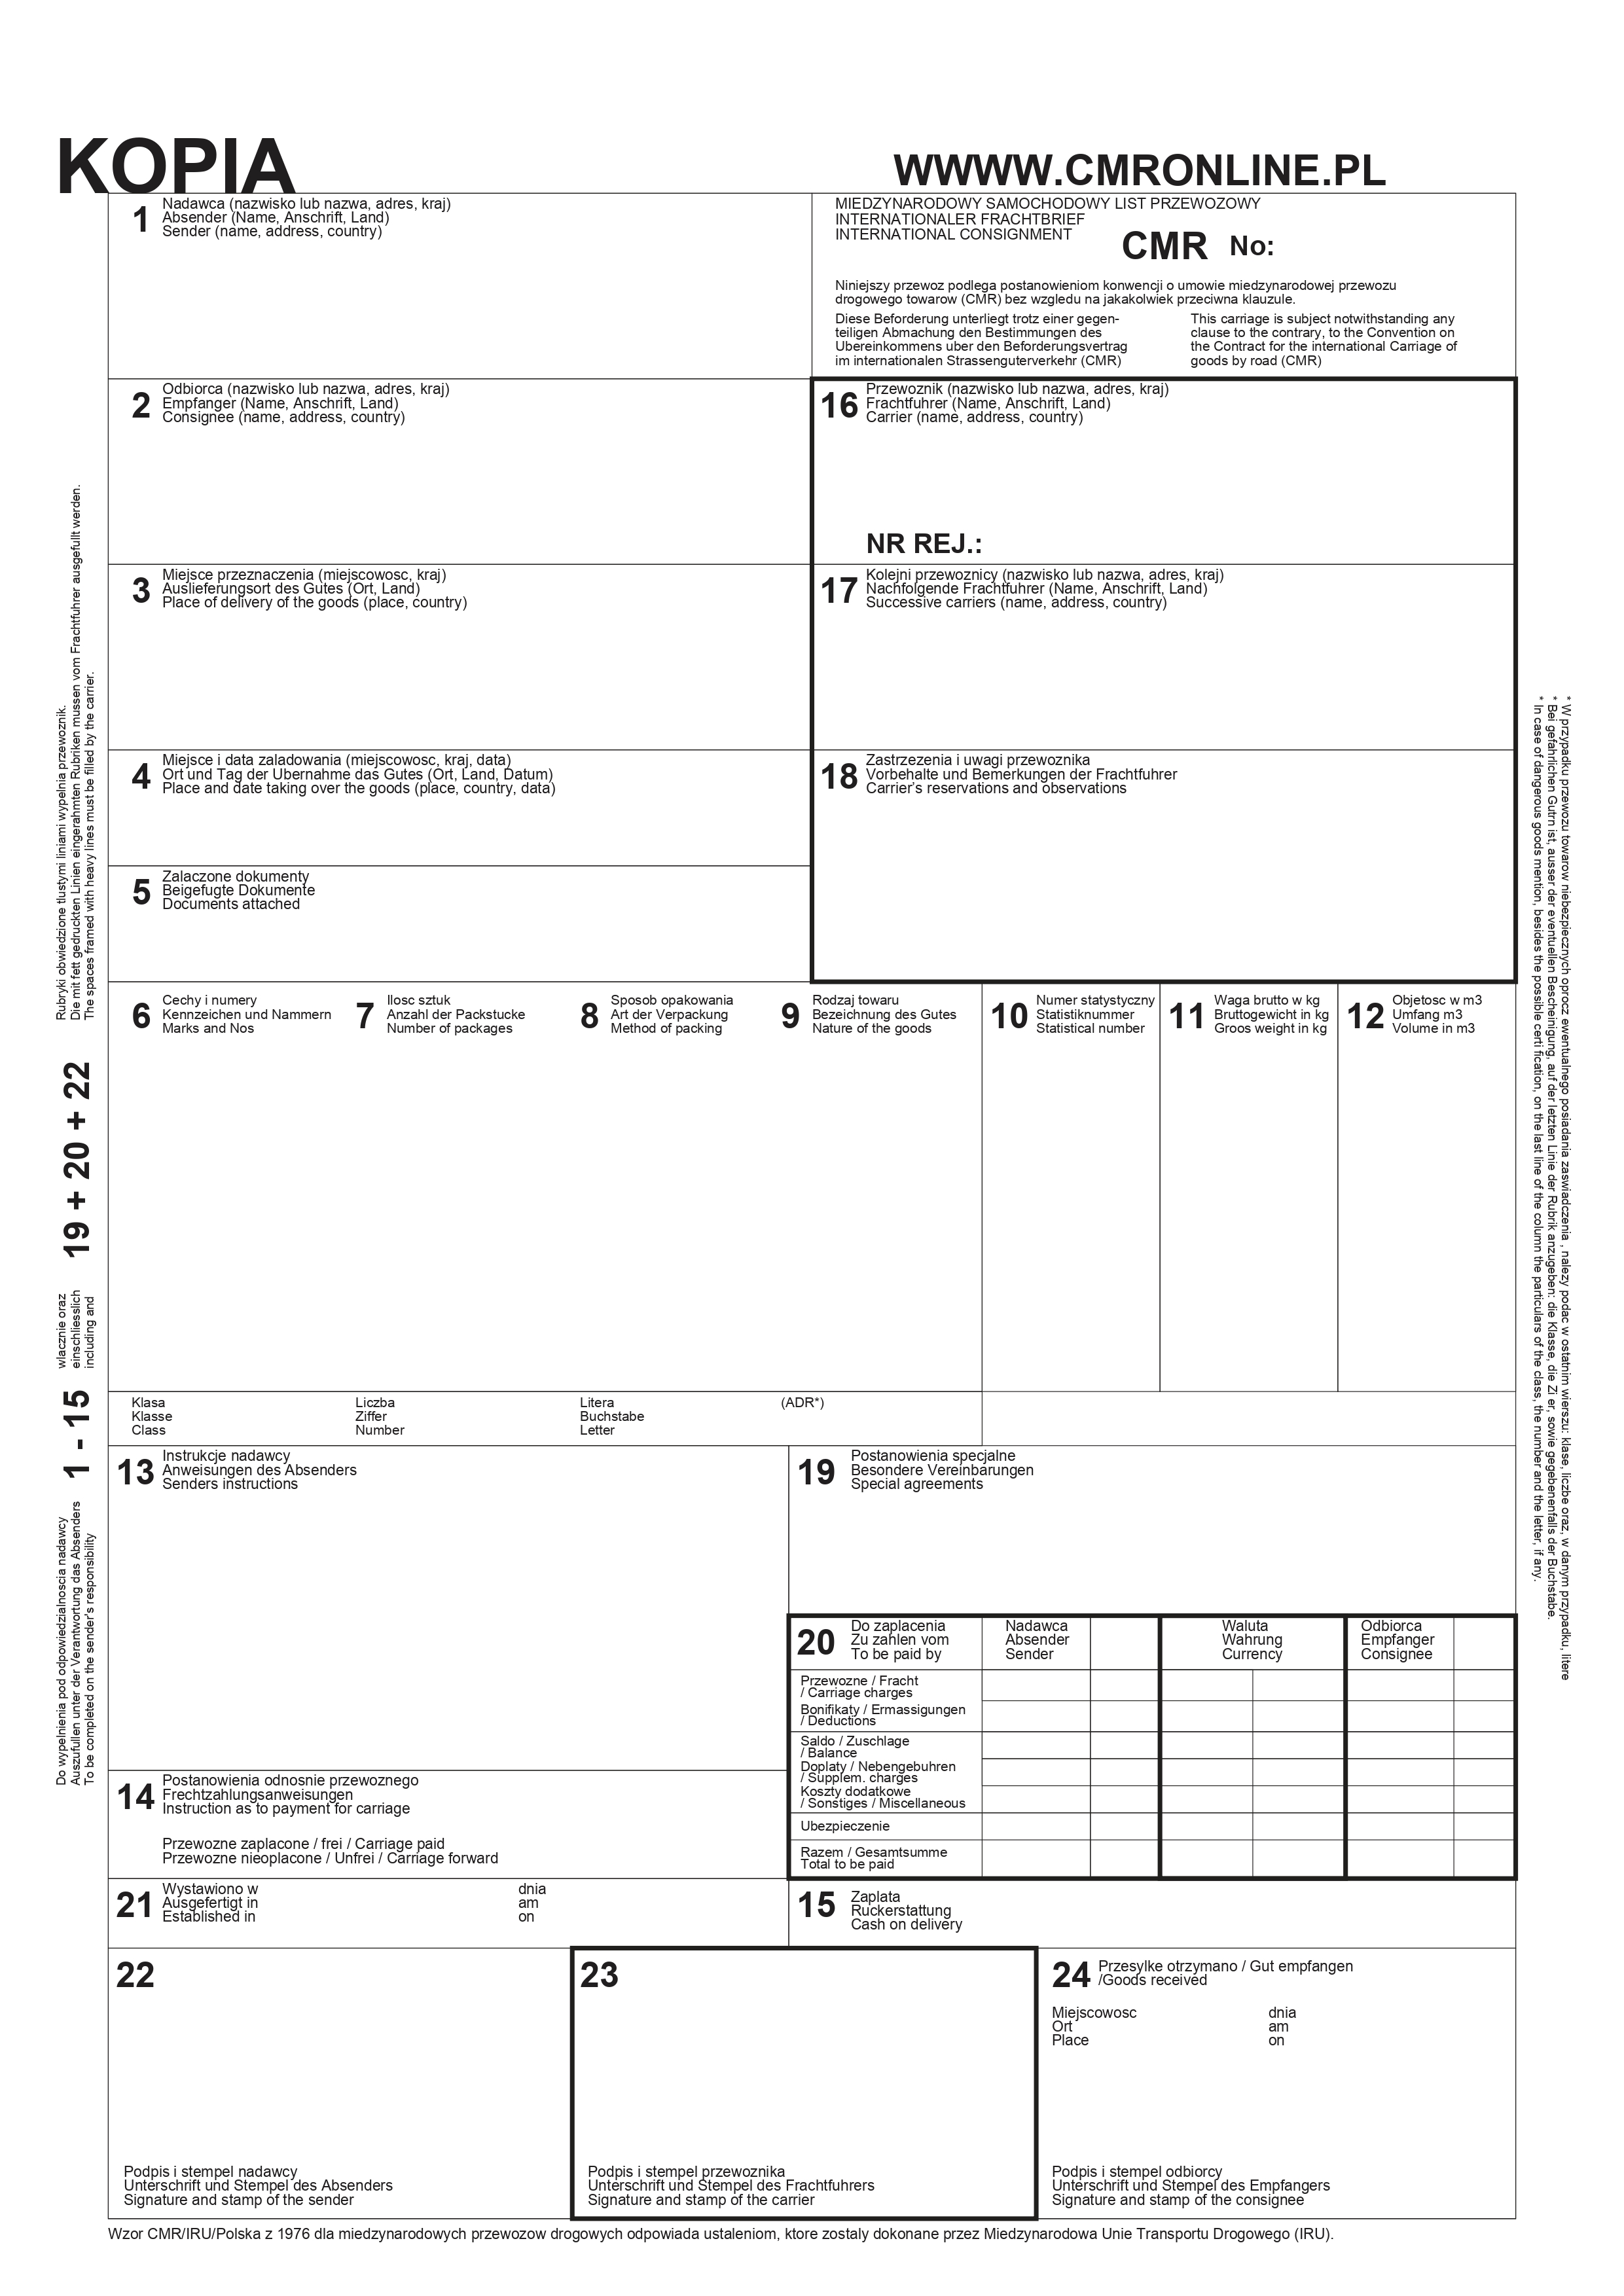 KOPIA
WWWW.CMRONLINE.PL
1
Nadawca (nazwisko lub nazwa, adres, kraj)
Absender (Name, Anschrift, Land)
Sender (name, address, country)
MIEDZYNARODOWY SAMOCHODOWY LIST PRZEWOZOWY
INTERNATIONALER FRACHTBRIEF
INTERNATIONAL CONSIGNMENT
CMR No:
Niniejszy przewoz podlega postanowieniom konwencji o umowie miedzynarodowej przewozu
drogowego towarow (CMR) bez wzgledu na jakakolwiek przeciwna klauzule.
Diese Beforderung unterliegt trotz einer gegen-
teiligen Abmachung den Bestimmungen des
Ubereinkommens uber den Beforderungsvertrag
im internationalen Strassenguterverkehr (CMR)
This carriage is subject notwithstanding any
clause to the contrary, to the Convention on
the Contract for the international Carriage of
goods by road (CMR)
2
Odbiorca (nazwisko lub nazwa, adres, kraj)
Empfanger (Name, Anschrift, Land)
Consignee (name, address, country)
16
Przewoznik (nazwisko lub nazwa, adres, kraj)
Frachtfuhrer (Name, Anschrift, Land)
Carrier (name, address, country)
NR REJ.:
3
Miejsce przeznaczenia (miejscowosc, kraj)
Auslieferungsort des Gutes (Ort, Land)
Place of delivery of the goods (place, country)
17
Kolejni przewoznicy (nazwisko lub nazwa, adres, kraj)
Nachfolgende Frachtfuhrer (Name, Anschrift, Land)
Successive carriers (name, address, country)
4
Miejsce i data zaladowania (miejscowosc, kraj, data)
Ort und Tag der Ubernahme das Gutes (Ort, Land, Datum)
Place and date taking over the goods (place, country, data)
18
Zastrzezenia i uwagi przewoznika
Vorbehalte und Bemerkungen der Frachtfuhrer
Carrier's reservations and observations
5
Zalaczone dokumenty
Beigefugte Dokumente
Documents attached
6
Cechy i numery
Kennzeichen und Nammern
Marks and Nos
7
Ilosc sztuk
Anzahl der Packstucke
Number of packages
8
Sposob opakowania
Art der Verpackung
Method of packing
9
Rodzaj towaru
Bezeichnung des Gutes
Nature of the goods
10
Numer statystyczny
Statistiknummer
Statistical number
11
Waga brutto w kg
Bruttogewicht in kg
Groos weight in kg
12
Objetosc w m3
Umfang m3
Volume in m3
Klasa
Klasse
Class
Liczba
Ziffer
Number
Litera
Buchstabe
Letter
(ADR*)
13
Instrukcje nadawcy
Anweisungen des Absenders
Senders instructions
19
Postanowienia specjalne
Besondere Vereinbarungen
Special agreements
20
Do zaplacenia
Zu zahlen vom
To be paid by
Nadawca
Absender
Sender
Waluta
Wahrung
Currency
Odbiorca
Empfanger
Consignee
Przewozne / Fracht
/ Carriage charges
Bonifikaty / Ermassigungen
/ Deductions
Saldo / Zuschlage
/ Balance
Doplaty / Nebengebuhren
/ Supplem. charges
Koszty dodatkowe
/ Sonstiges / Miscellaneous
Ubezpieczenie
Razem / Gesamtsumme
Total to be paid
14
Postanowienia odnosnie przewoznego
Frechtzahlungsanweisungen
Instruction as to payment for carriage
Przewozne zaplacone / frei / Carriage paid
Przewozne nieoplacone / Unfrei / Carriage forward
21
Wystawiono w
Ausgefertigt in
Established in
dnia
am
on
15
Zaplata
Ruckerstattung
Cash on delivery
22
Podpis i stempel nadawcy
Unterschrift und Stempel des Absenders
Signature and stamp of the sender
23
Podpis i stempel przewoznika
Unterschrift und Stempel des Frachtfuhrers
Signature and stamp of the carrier
24
Przesylke otrzymano / Gut empfangen
/Goods received
Miejscowosc
Ort
Place
dnia
am
on
Podpis i stempel odbiorcy
Unterschrift und Stempel des Empfangers
Signature and stamp of the consignee
Wzor CMR/IRU/Polska z 1976 dla miedzynarodowych przewozow drogowych odpowiada ustaleniom, ktore zostaly dokonane przez Miedzynarodowa Unie Transportu Drogowego (IRU).
Rubryki obwiedzione tlustymi liniami wypelnia przewoznik.
Die mit fett gedruckten Linien eingerahmten Rubriken mussen vom Frachtfuhrer ausgefullt werden.
The spaces framed with heavy lines must be filled by the carrier.
19 + 20 + 22
wlacznie oraz
einschliesslich
including and
1 - 15
Do wypelnienia pod odpowiedzialnoscia nadawcy
Auszufullen unter der Verantwortung das Absenders
To be completed on the sender's responsibility
* W przypadku przewozu towarow niebezpiecznych oprocz ewentualnego posiadania zaswiadczenia , nalezy podac w ostatnim wierszu: klase, liczbe oraz, w danym przypadku, litere
* Bei gefahrlichen Gutrn ist, ausser der eventuellen Bescheinigung, auf der letzten Linie der Rubrik anzugeben: die Klasse, die Zi er, sowie gegebenenfalls der Buchstabe.
* In case of dangerous goods mention, besides the possible certi fication, on the last line of the column the particulars of the class, the number and the letter, if any.